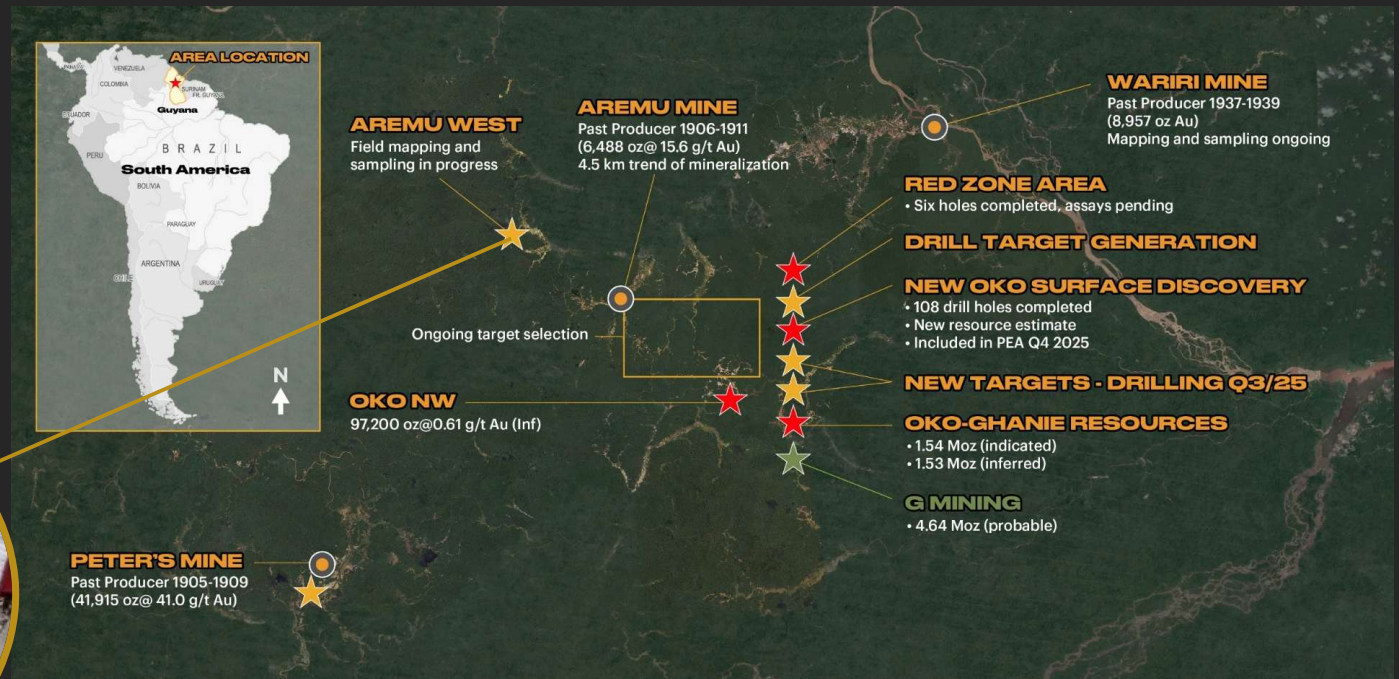 AREA LOCATION
PANAMA
VENEZUELA
COLOMBIA
SURINAM
FR. GUYANA
Guyana
ECUADOR
PERU
BRAZIL
South America
BOLIVIA
PARAGUAY
CHILE
ARGENTINA
URUGUAY
N
AREMU WEST
Field mapping and
sampling in progress
AREMU MINE
Past Producer 1906-1911
(6,488 oz@ 15.6 g/t Au)
4.5 km trend of mineralization
WARIRI MINE
Past Producer 1937-1939
(8,957 oz Au)
Mapping and sampling ongoing
RED ZONE AREA
• Six holes completed, assays pending
DRILL TARGET GENERATION
NEW OKO SURFACE DISCOVERY
• 108 drill holes completed
• New resource estimate
• Included in PEA Q4 2025
Ongoing target selection
NEW TARGETS - DRILLING Q3/25
OKO NW
97,200 oz@0.61 g/t Au (Inf)
OKO-GHANIE RESOURCES
• 1.54 Moz (indicated)
• 1.53 Moz (inferred)
G MINING
• 4.64 Moz (probable)
PETER'S MINE
Past Producer 1905-1909
(41,915 oz@ 41.0 g/t Au)